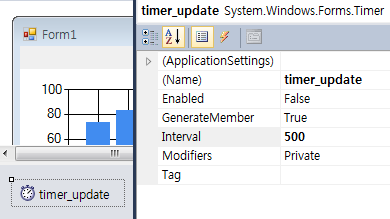 Form1
100
80
60
timer_update
timer_update System.Windows.Forms.Timer
(ApplicationSettings)
(Name) timer_update
Enabled False
GenerateMember True
Interval 500
Modifiers Private
Tag